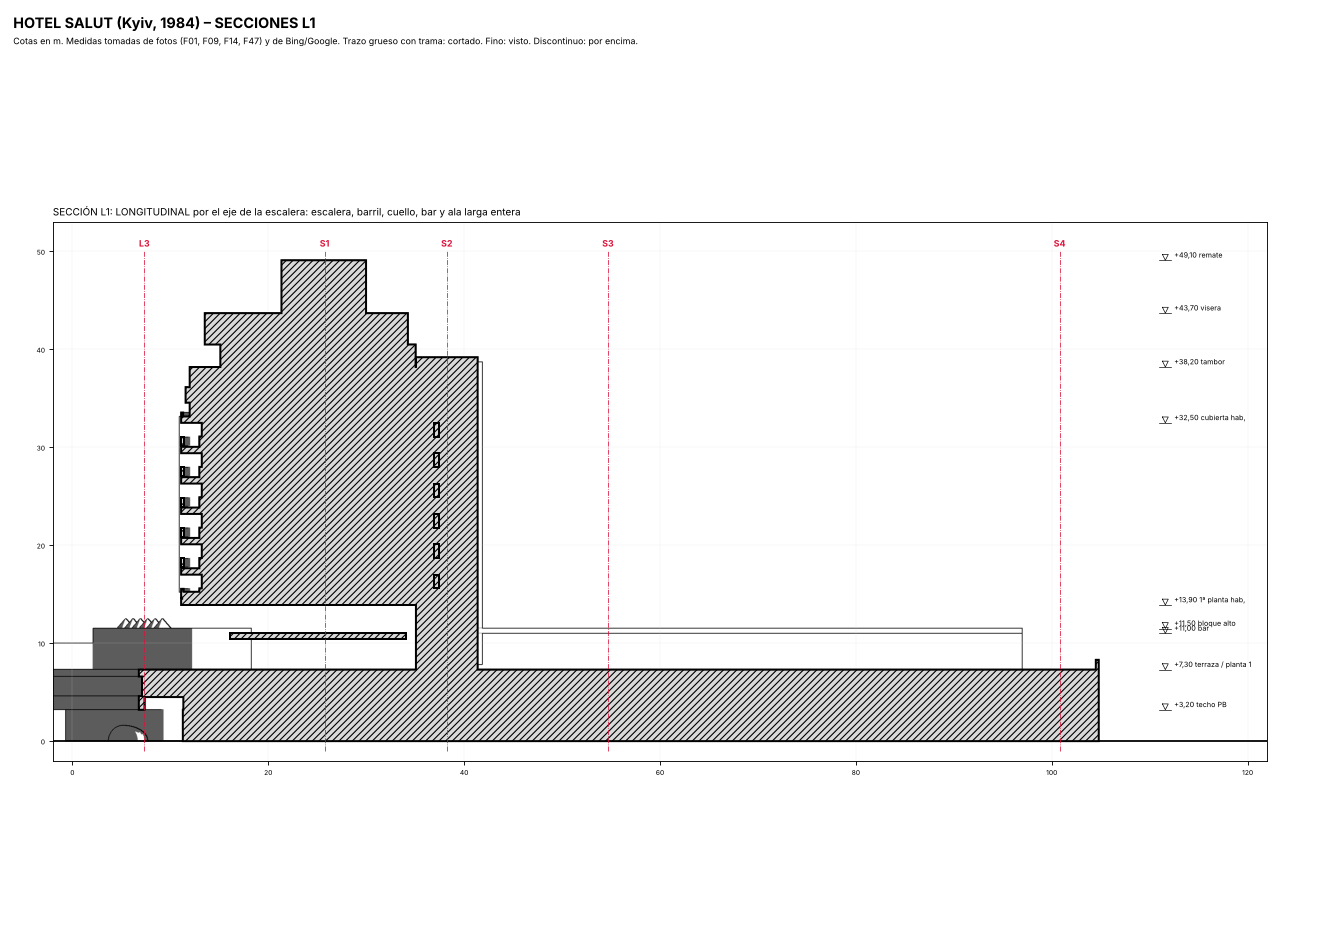 HOTEL SALUT (Kyiv, 1984) – SECCIONES L1
Cotas en m. Medidas tomadas de fotos (F01, F09, F14, F47) y de Bing/Google. Trazo grueso con trama: cortado. Fino: visto. Discontinuo: por encima.
SECCIÓN L1: LONGITUDINAL por el eje de la escalera: escalera, barril, cuello, bar y ala larga entera
L3 S1 S2 S3 S4
50
+49,10 remate
+43,70 visera
40
+38,20 tambor
+32,50 cubierta hab,
30
20
+13,90 1ª planta hab,
+11,50 bloque alto
+11,00 bar
10
+7,30 terraza / planta 1
+3,20 techo PB
0
0 20 40 60 80 100 120